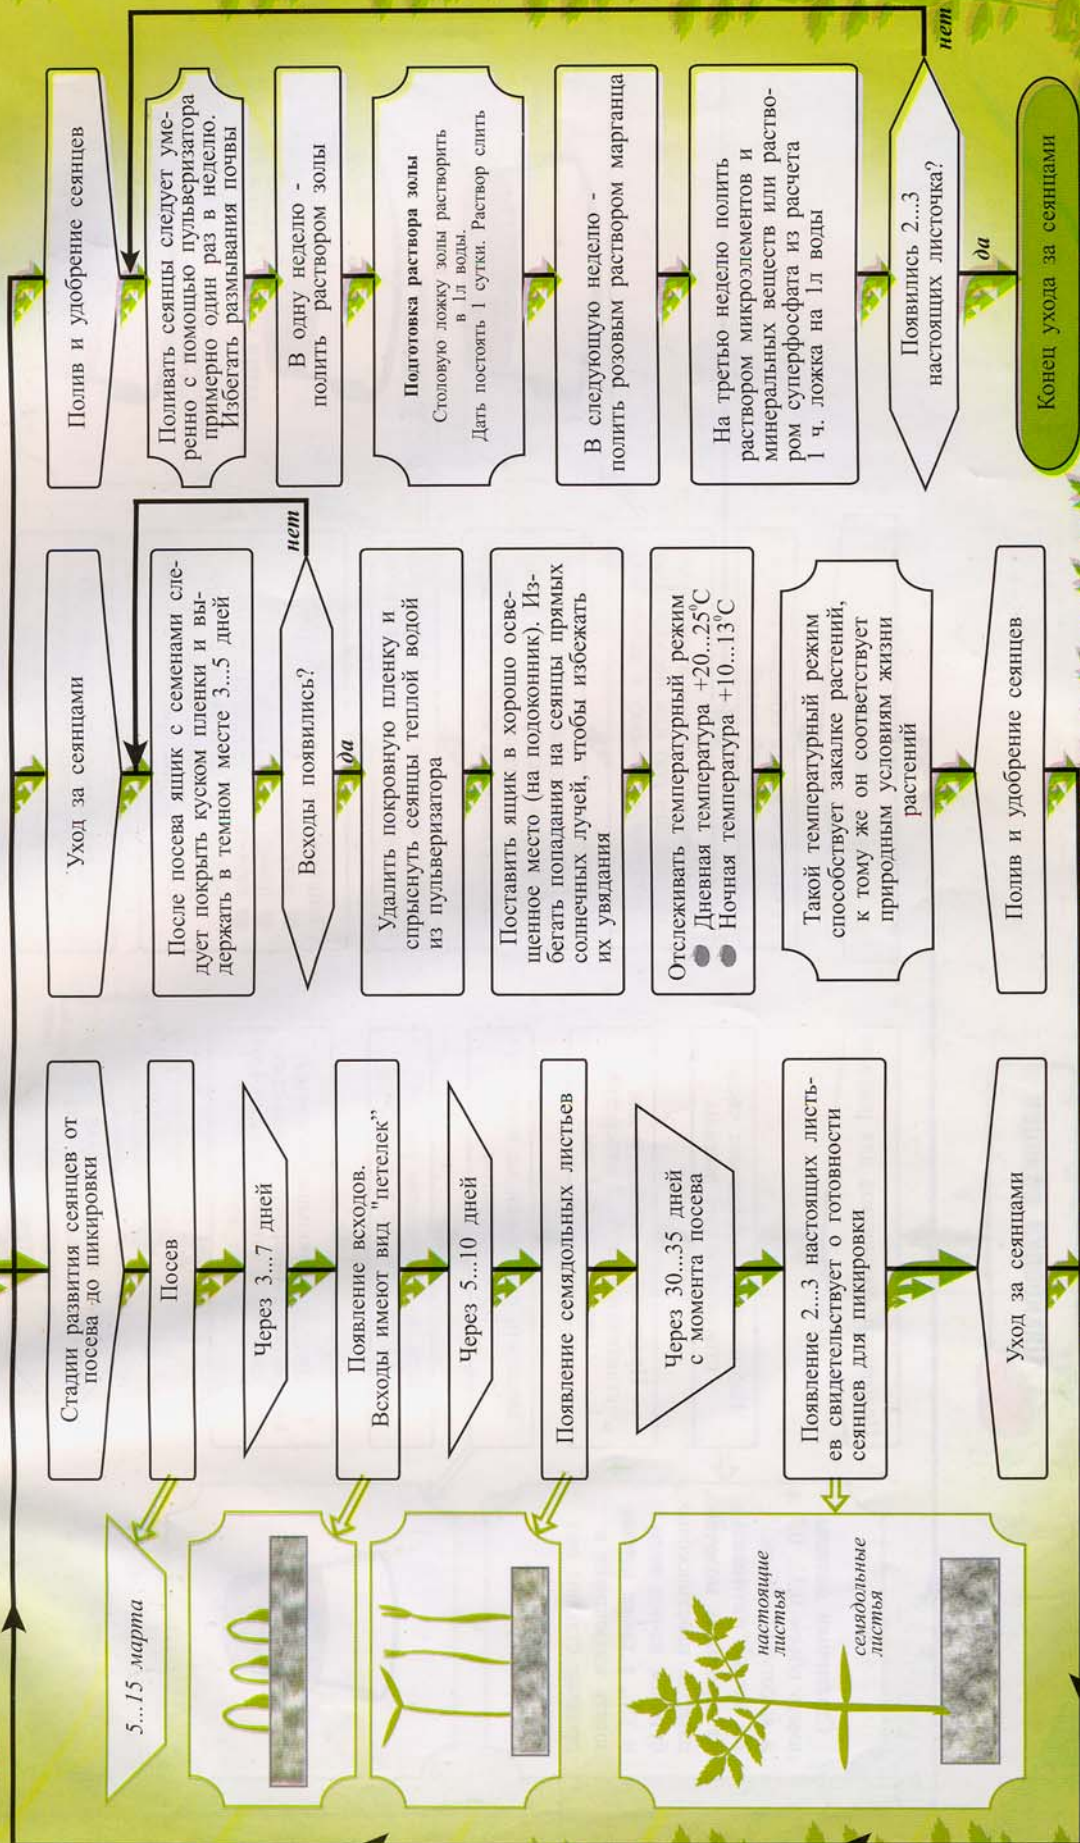 5...15 марта
настоящие
листья
семядольные
листья
Стадии развития сеянцев от
посева до пикировки
Посев
Через 3...7 дней
Появление всходов.
Всходы имеют вид "петелек”
Через 5...10 дней
Появление семядольных листьев
Через 30...35 дней
с момента посева
Появление 2...3 настоящих листь-
ев свидетельствует о готовности
сеянцев для пикировки
Уход за сеянцами
Уход за сеянцами
После посева ящик с семенами сле-
дует покрыть куском пленки и вы-
держать в темном месте 3...5 дней
Всходы появились?
нет
да
Удалить покровную пленку и
спрыснуть сеянцы теплой водой
из пульверизатора
Поставить ящик в хорошо осве-
щенное место (на подоконник). Из-
бегать попадания на сеянцы прямых
солнечных лучей, чтобы избежать
их увядания
Отслеживать температурный режим
Дневная температура +20...25°С
Ночная температура +10...13°С
Такой температурный режим
способствует закалке растений,
к тому же он соответствует
природным условиям жизни
растений
Полив и удобрение сеянцев
Полив и удобрение сеянцев
Поливать сеянцы следует уме-
ренно с помощью пульверизатора
примерно один раз в неделю.
Избегать размывания почвы
В одну неделю -
полить раствором золы
Подготовка раствора золы
Столовую ложку золы растворить
в 1л воды.
Дать постоять 1 сутки. Раствор слить
В следующую неделю -
полить розовым раствором марганца
На третью неделю полить
раствором микроэлементов и
минеральных веществ или раство-
ром суперфосфата из расчета
1 ч. ложка на 1л воды
Появились 2...3
настоящих листочка?
нет
да
Конец ухода за сеянцами